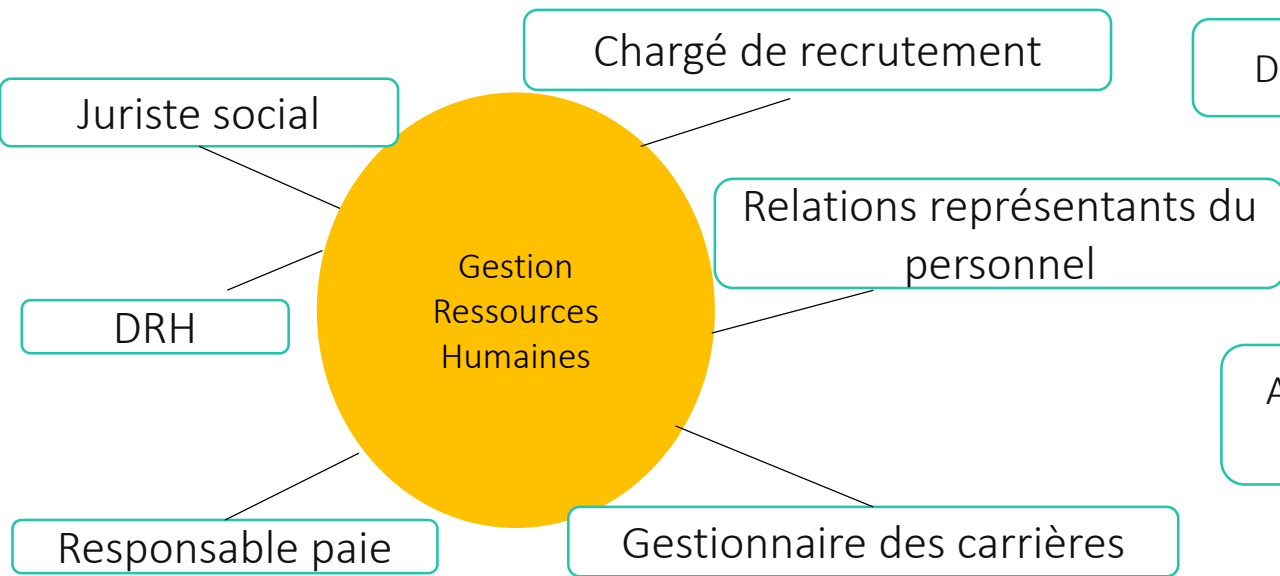 Chargé de recrutement
Juriste social
Relations représentants du
personnel
Gestion
Ressources
Humaines
DRH
Responsable paie
Gestionnaire des carrières